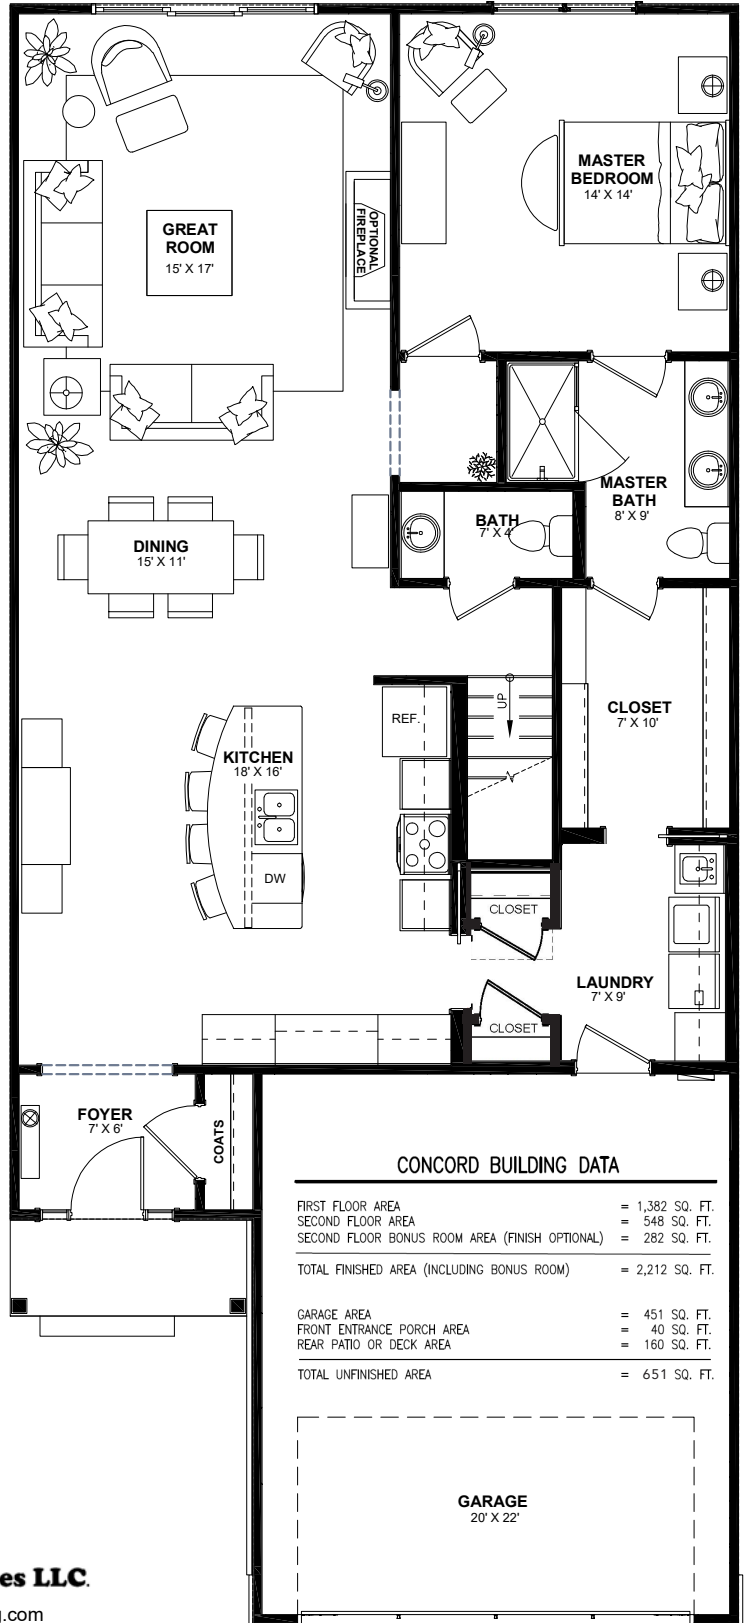 MASTER
BEDROOM
14' X 14'
GREAT
ROOM
15' X 17'
OPTIONAL
FIREPLACE
MASTER
BATH
8' X 9'
BATH
7' X 4'
DINING
15' X 11'
UP
REF.
CLOSET
7' X 10'
KITCHEN
18' X 16'
DW
CLOSET
LAUNDRY
7' X 9'
CLOSET
FOYER
7' X 6'
COATS
CONCORD BUILDING DATA
FIRST FLOOR AREA = 1,382 SQ. FT.
SECOND FLOOR AREA = 548 SQ. FT.
SECOND FLOOR BONUS ROOM AREA (FINISH OPTIONAL) = 282 SQ. FT.
TOTAL FINISHED AREA (INCLUDING BONUS ROOM) = 2,212 SQ. FT.
GARAGE AREA = 451 SQ. FT.
FRONT ENTRANCE PORCH AREA = 40 SQ. FT.
REAR PATIO OR DECK AREA = 160 SQ. FT.
TOTAL UNFINISHED AREA = 651 SQ. FT.
GARAGE
20' X 22'
es LLC.
g.com